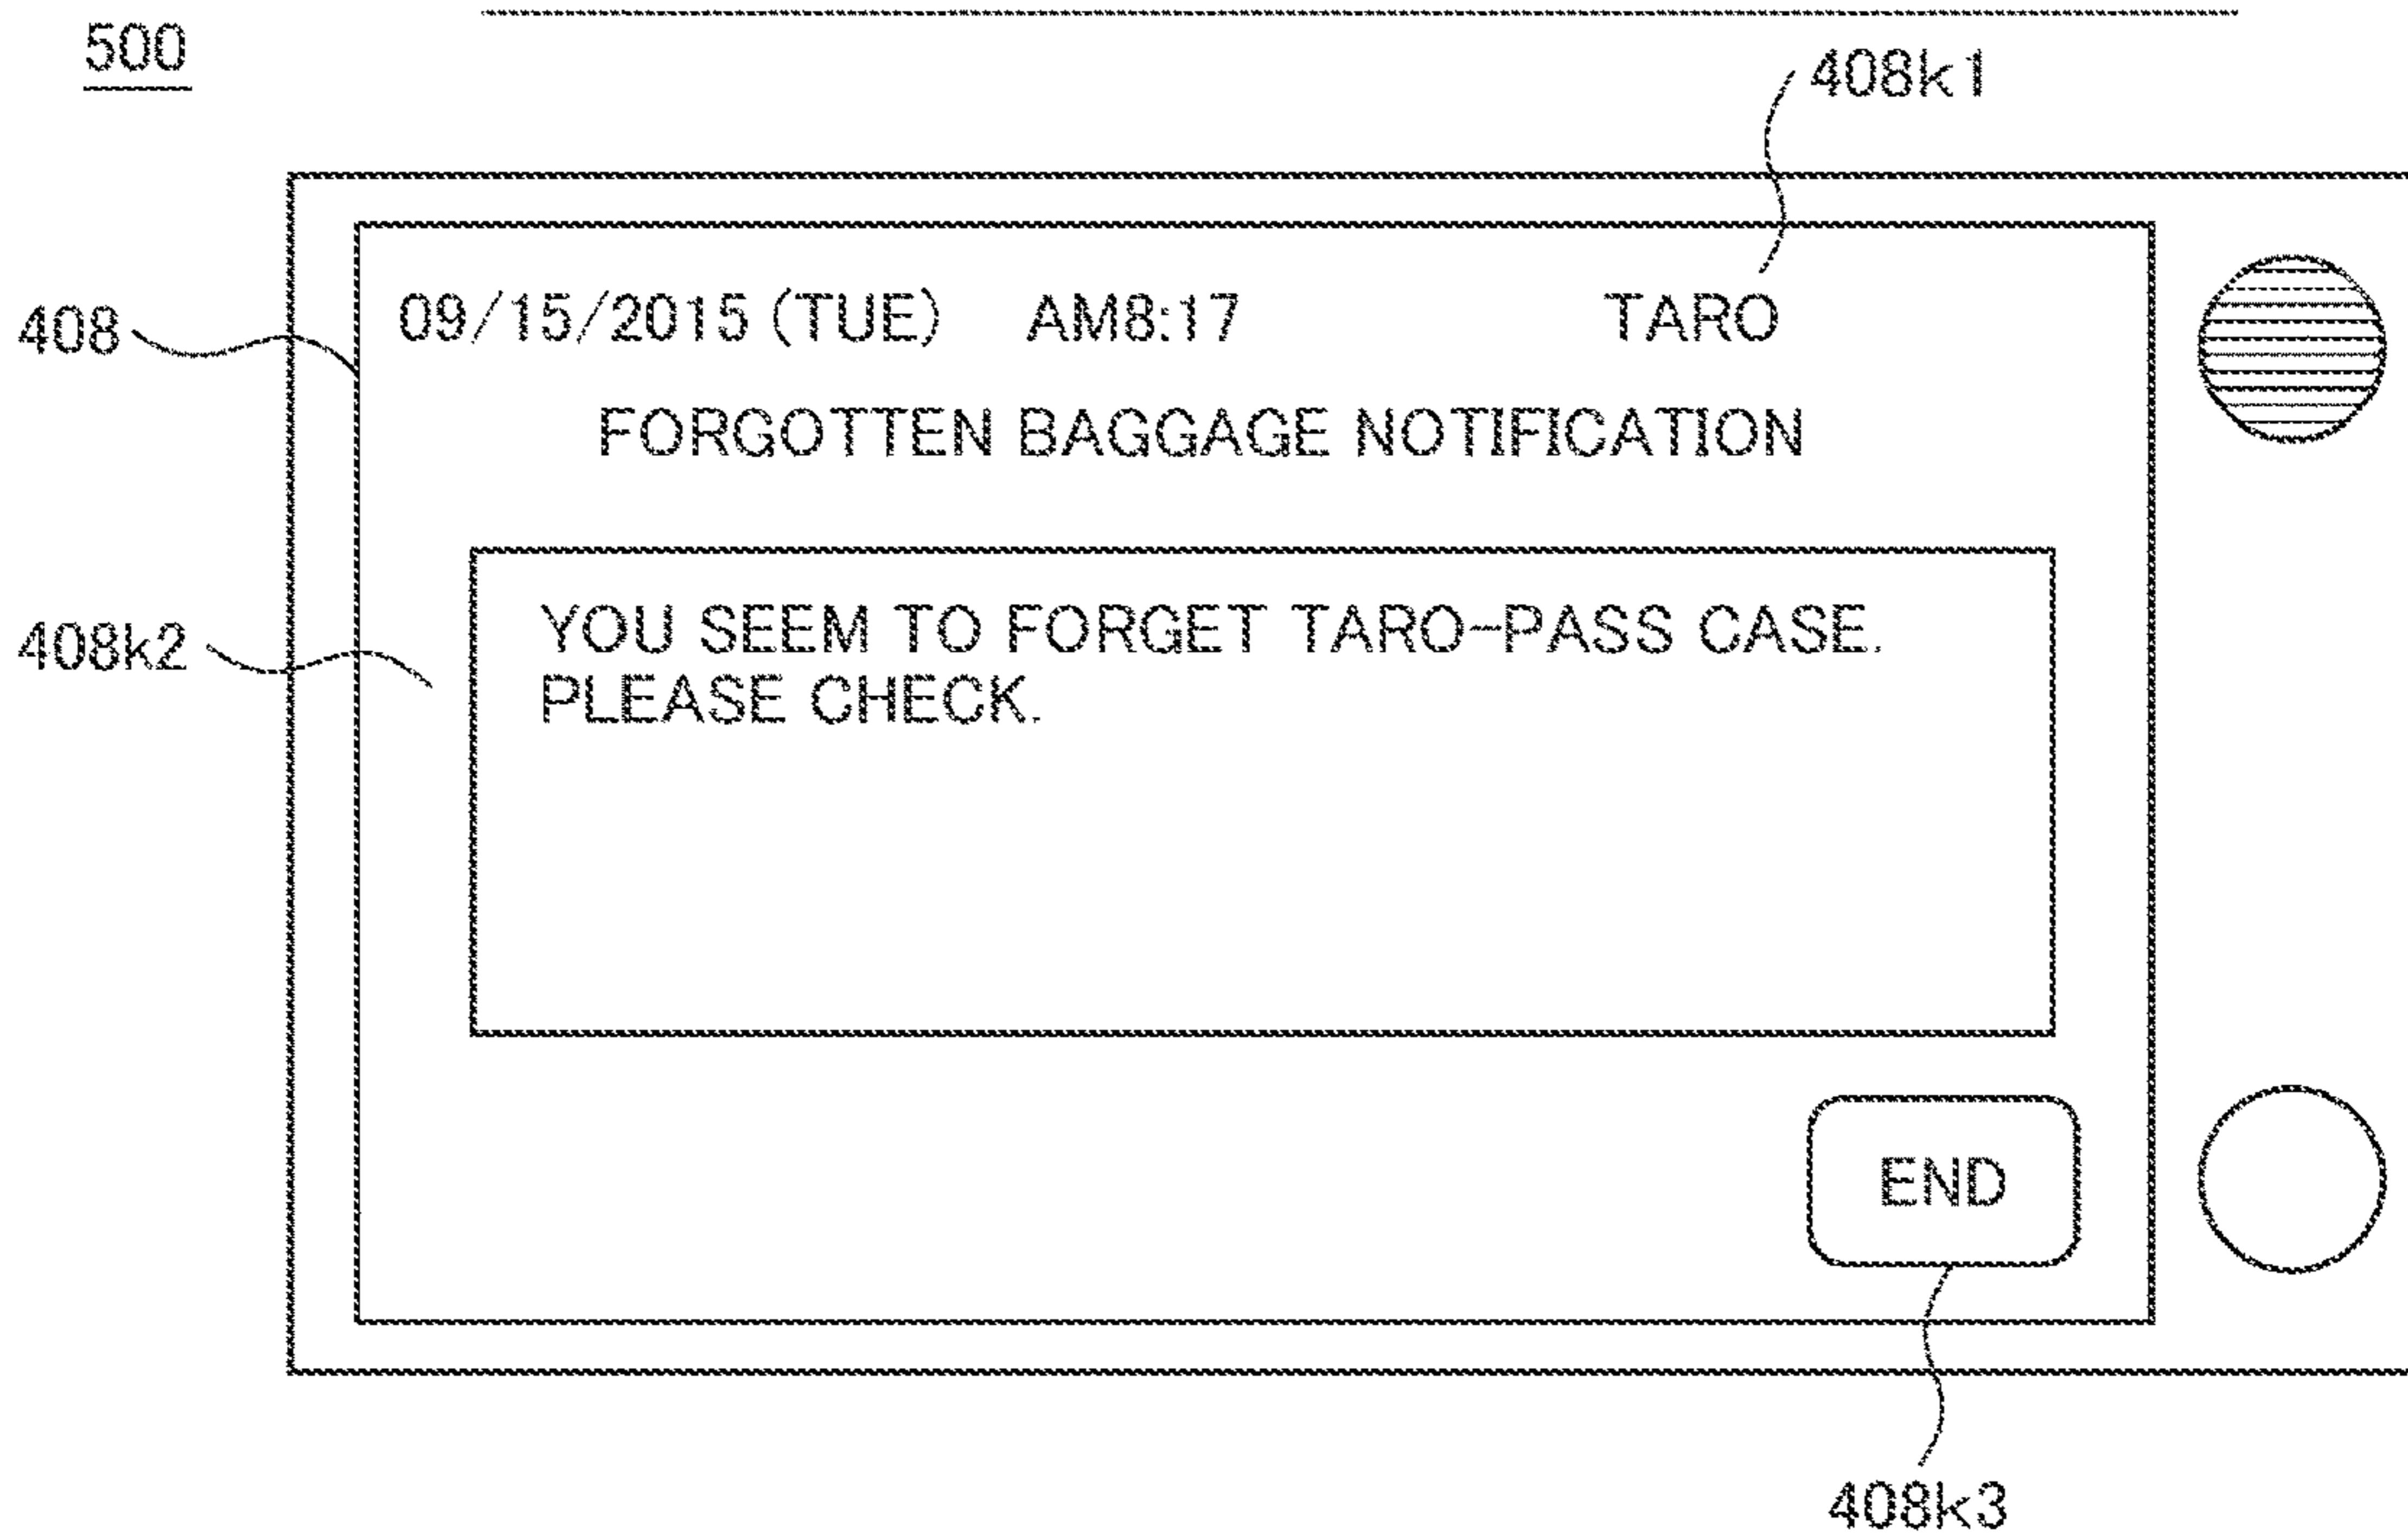 500
408k1
408
09/15/2015 (TUE) AM8:17 TARO
FORGOTTEN BAGGAGE NOTIFICATION
408k2
YOU SEEM TO FORGET TARO-PASS CASE.
PLEASE CHECK.
END
408k3